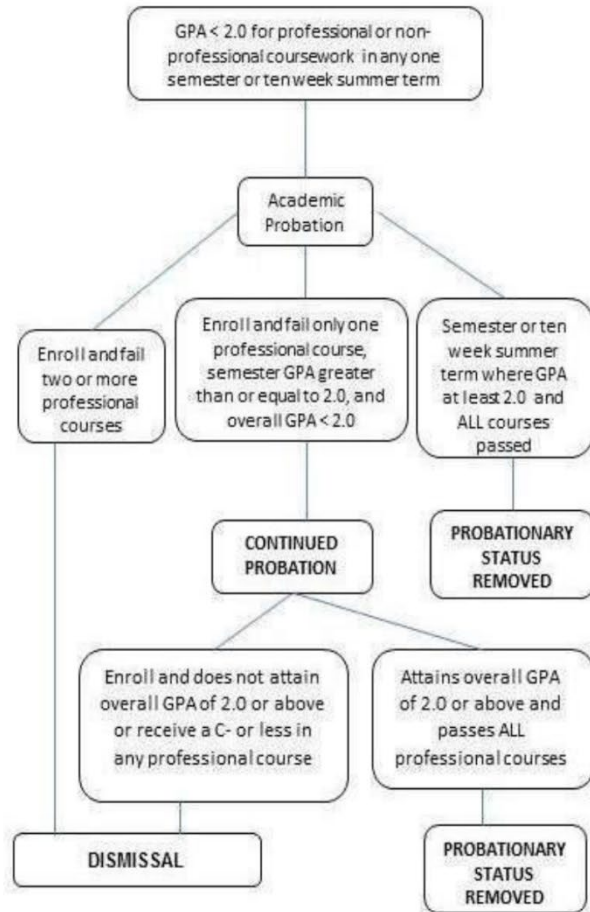 GPA < 2.0 for professional or non-
professional coursework in any one
semester or ten week summer term
Academic
Probation
Enroll and fail
two or more
professional
courses
Enroll and fail only one
professional course,
semester GPA greater
than or equal to 2.0, and
overall GPA < 2.0
Semester or ten
week summer
term where GPA
at least 2.0 and
ALL courses
passed
CONTINUED
PROBATION
PROBATIONARY
STATUS
REMOVED
Enroll and does not attain
overall GPA of 2.0 or above
or receive a C- or less in
any professional course
Attains overall GPA
of 2.0 or above and
passes ALL
professional courses
DISMISSAL
PROBATIONARY
STATUS
REMOVED